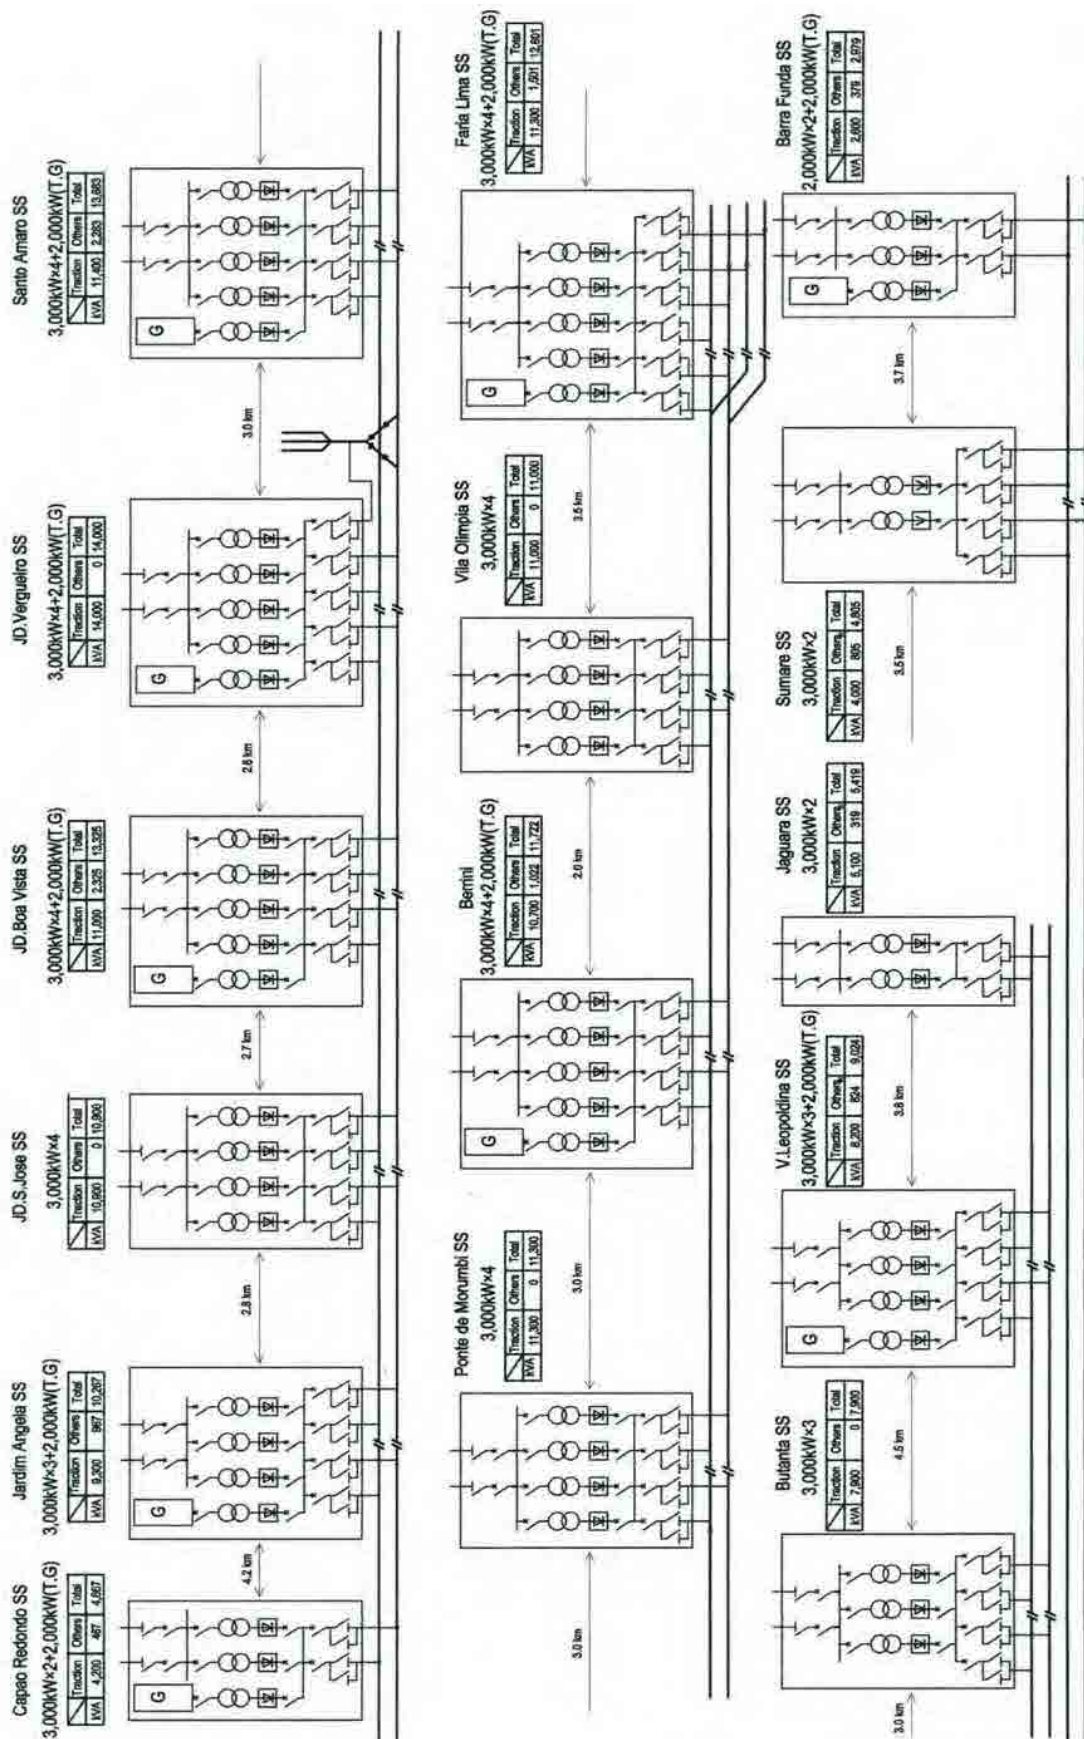 Capao Redondo SS
3,000kW×2+2,000kW(T.G)
Traction Others Total
kVA 4,200 467 4,667
G
4.2 km
Jardim Angela SS
3,000kW×3+2,000kW(T.G)
Traction Others Total
kVA 9,300 967 10,267
G
2.8 km
JD.S.Jose SS
3,000kW×4
Traction Others Total
kVA 10,900 0 10,900
2.7 km
JD.Boa Vista SS
3,000kW×4+2,000kW(T.G)
Traction Others Total
kVA 11,000 2,325 13,325
G
2.6 km
JD.Vergueiro SS
3,000kW×4+2,000kW(T.G)
Traction Others Total
kVA 14,000 0 14,000
G
3.0 km
Santo Amaro SS
3,000kW×4+2,000kW(T.G)
Traction Others Total
kVA 11,400 2,283 13,683
G
3.0 km
Ponte de Morumbi SS
3,000kW×4
Traction Others Total
kVA 11,300 0 11,300
3.0 km
Berrini
3,000kW×4+2,000kW(T.G)
Traction Others Total
kVA 10,700 1,022 11,722
G
2.0 km
Vila Olimpia SS
3,000kW×4
Traction Others Total
kVA 11,000 0 11,000
3.5 km
Faria Lima SS
3,000kW×4+2,000kW(T.G)
Traction Others Total
kVA 11,300 1,501 12,801
G
3.0 km
Butanta SS
3,000kW×3
Traction Others Total
kVA 7,900 0 7,900
4.5 km
V.Leopoldina SS
3,000kW×3+2,000kW(T.G)
Traction Others Total
kVA 8,200 824 9,024
G
3.8 km
Jaguara SS
3,000kW×2
Traction Others Total
kVA 5,100 319 5,419
Sumare SS
3,000kW×2
Traction Others Total
kVA 4,000 805 4,805
3.5 km
3.7 km
Barra Funda SS
2,000kW×2+2,000kW(T.G)
Traction Others Total
kVA 2,600 379 2,979
G